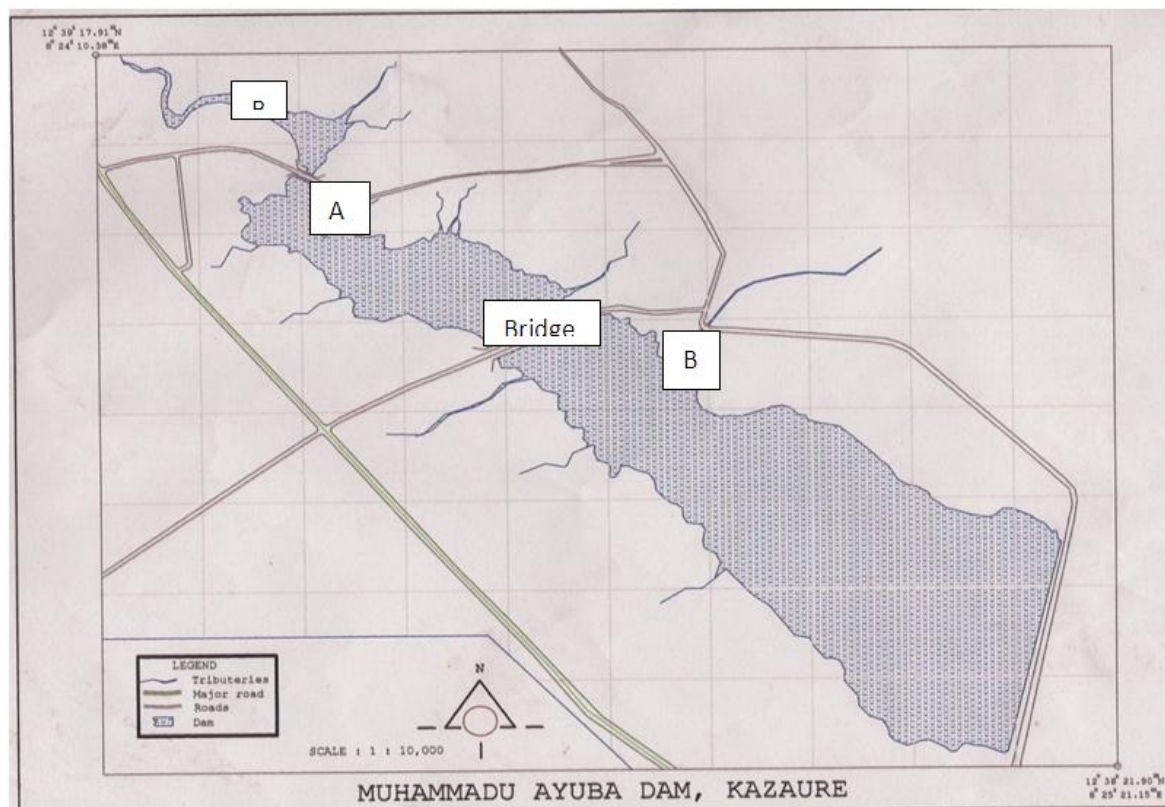 12° 39' 17.91"N
8° 24' 10.38"E
A
Bridge
B
N
LEGEND
Tributeries
Major road
Roads
Dam
SCALE : 1 : 10,000
MUHAMMADU AYUBA DAM, KAZAURE
12° 38' 21.90"N
8° 25' 21.15"E